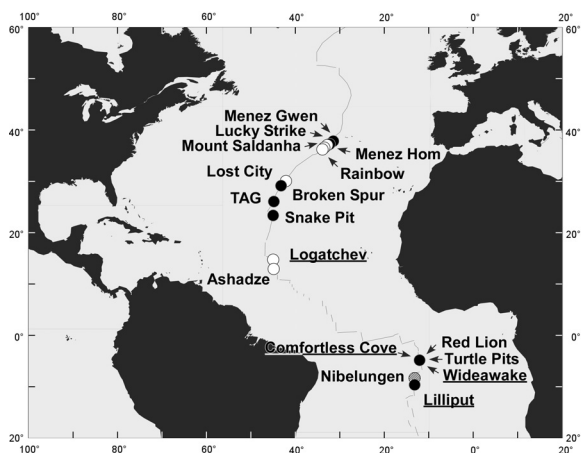 60°
60°
Menez Gwen
Lucky Strike
40°
Mount Saldanha
40°
Menez Hom
Lost City
Rainbow
Broken Spur
TAG
Snake Pit
20°
20°
Logatchev
Ashadze
0°
0°
Red Lion
Comfortless Cove
Turtle Pits
Wideawake
Nibelungen
Lilliput
20°
20°
100° 80° 60° 40° 20° 0° 20°